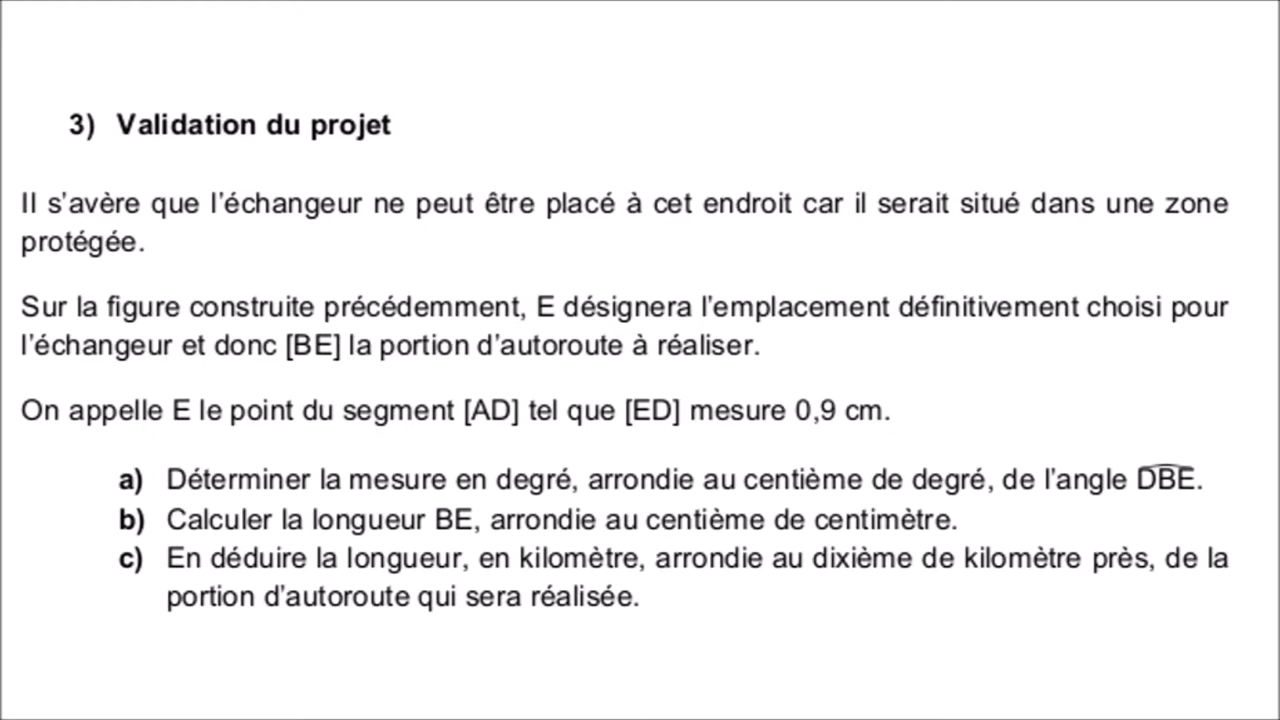 3) Validation du projet
Il s'avère que l'échangeur ne peut être placé à cet endroit car il serait situé dans une zone
protégée.
Sur la figure construite précédemment, E désignera l'emplacement définitivement choisi pour
l'échangeur et donc [BE] la portion d'autoroute à réaliser.
On appelle E le point du segment [AD] tel que [ED] mesure 0,9 cm.
a) Déterminer la mesure en degré, arrondie au centième de degré, de l'angle DBE.
b) Calculer la longueur BE, arrondie au centième de centimètre.
c) En déduire la longueur, en kilomètre, arrondie au dixième de kilomètre près, de la
portion d'autoroute qui sera réalisée.